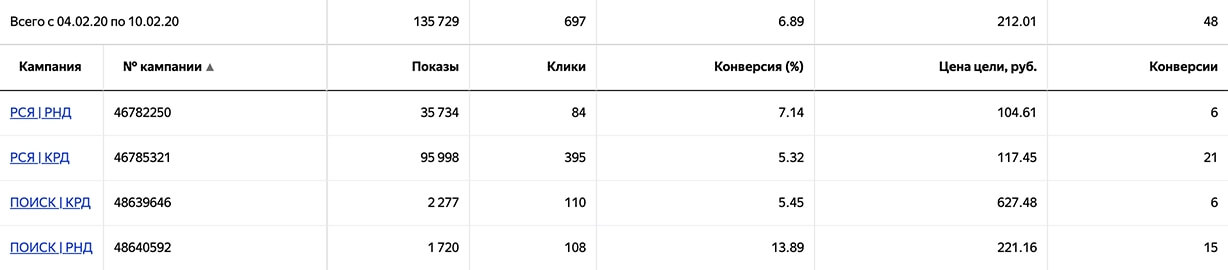 Всего с 04.02.20 по 10.02.20 135 729 697 6.89 212.01 48
Кампания № кампании ▲ Показы Клики Конверсия (%) Цена цели, руб. Конверсии
РСЯ | РНД 46782250 35 734 84 7.14 104.61 6
РСЯ | КРД 46785321 95 998 395 5.32 117.45 21
ПОИСК | КРД 48639646 2 277 110 5.45 627.48 6
ПОИСК | РНД 48640592 1 720 108 13.89 221.16 15